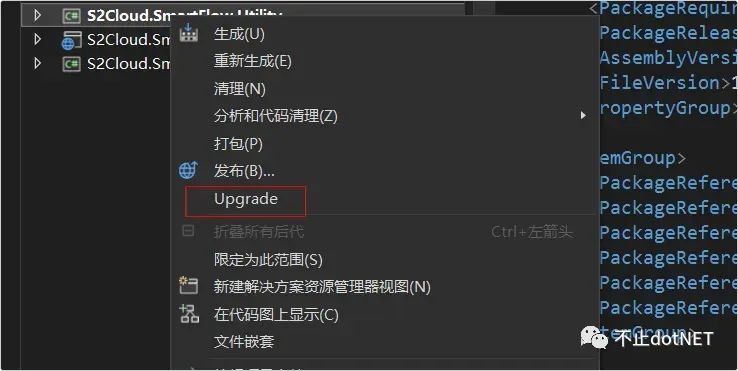 S2Cloud.SmartFlow.Utility
S2Cloud.Sm
S2Cloud.Sm
生成(U)
重新生成(E)
清理(N)
分析和代码清理(Z)
打包(P)
发布(B)...
Upgrade
折叠所有后代 Ctrl+左箭头
限定为此范围(S)
新建解决方案资源管理器视图(N)
在代码图上显示(C)
文件嵌套
<PackageRequir
<PackageReleas
AssemblyVersi
FileVersion>1
ropertyGroup>
emGroup>
PackageRefere
PackageRefere
PackageRefere
PackageRefere
PackageRefere
PackageRefere
temGroup>
不止dotNET